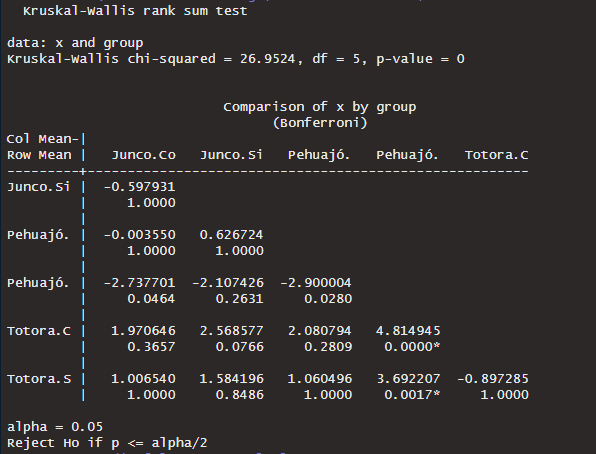 Kruskal-Wallis rank sum test
data: x and group
Kruskal-Wallis chi-squared = 26.9524, df = 5, p-value = 0
Comparison of x by group
(Bonferroni)
Col Mean-|
Row Mean | Junco.Co Junco.Si Pehuajó. Pehuajó. Totora.C
---------+-------------------------------------------------------
Junco.Si | -0.597931
| 1.0000
|
Pehuajó. | -0.003550 0.626724
| 1.0000 1.0000
|
Pehuajó. | -2.737701 -2.107426 -2.900004
| 0.0464 0.2631 0.0280
|
Totora.C | 1.970646 2.568577 2.080794 4.814945
| 0.3657 0.0766 0.2809 0.0000*
|
Totora.S | 1.006540 1.584196 1.060496 3.692207 -0.897285
| 1.0000 0.8486 1.0000 0.0017* 1.0000
alpha = 0.05
Reject Ho if p <= alpha/2